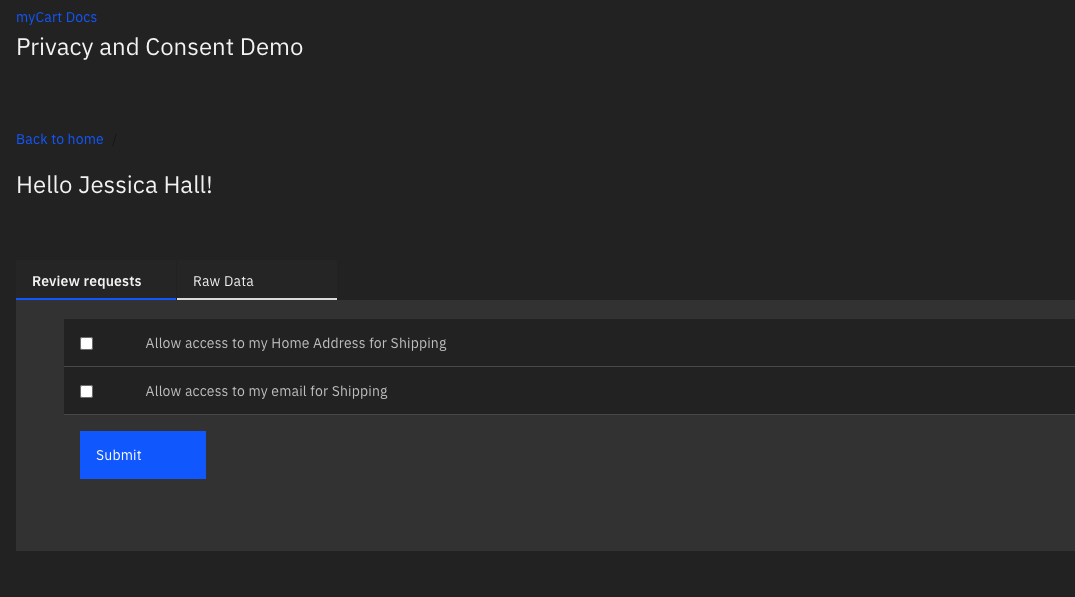 myCart Docs
Privacy and Consent Demo
Back to home /
Hello Jessica Hall!
Review requests Raw Data
Allow access to my Home Address for Shipping
Allow access to my email for Shipping
Submit